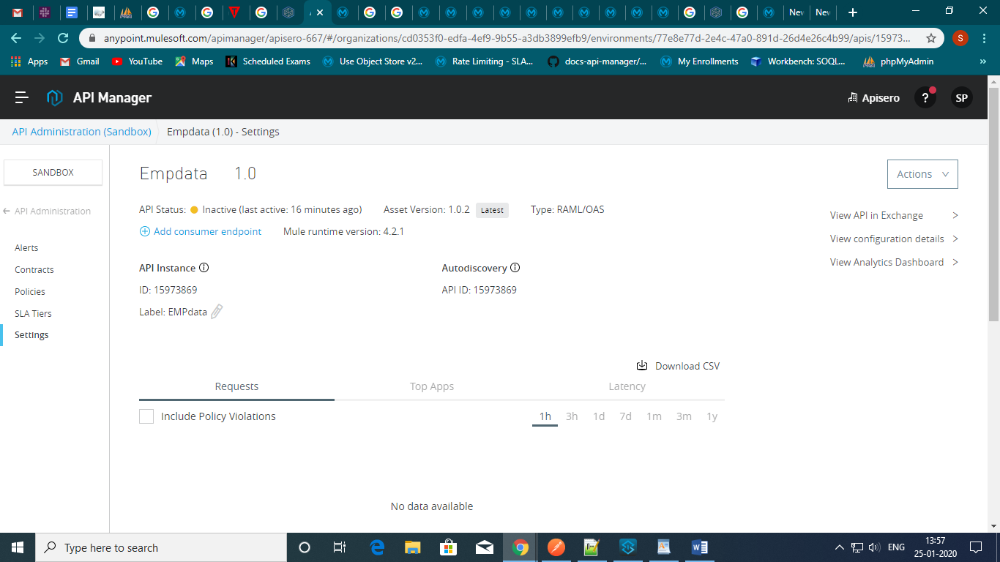 Nev
Nev
anypoint.mulesoft.com/apimanager/apisero-667/#/organizations/cd0353f0-edfa-4ef9-9b55-a3db3899efb9/environments/77e8e77d-2e4c-47a0-891d-26d4e26c4b99/apis/15973...
S
Apps
Gmail
YouTube
Maps
Scheduled Exams
Use Object Store v2...
Rate Limiting - SLA...
docs-api-manager/...
My Enrollments
Workbench: SOQL...
phpMyAdmin
»
API Manager
Apisero
?
SP
API Administration (Sandbox)
Empdata (1.0) - Settings
SANDBOX
API Administration
Alerts
Contracts
Policies
SLA Tiers
Settings
Empdata 1.0
Actions
API Status: Inactive (last active: 16 minutes ago)
Asset Version: 1.0.2 Latest
Type: RAML/OAS
Add consumer endpoint
Mule runtime version: 4.2.1
View API in Exchange
View configuration details
View Analytics Dashboard
API Instance
ID: 15973869
Label: EMPdata
Autodiscovery
API ID: 15973869
Download CSV
Requests
Top Apps
Latency
Include Policy Violations
1h 3h 1d 7d 1m 3m 1y
No data available
Type here to search
ENG
13:57
25-01-2020